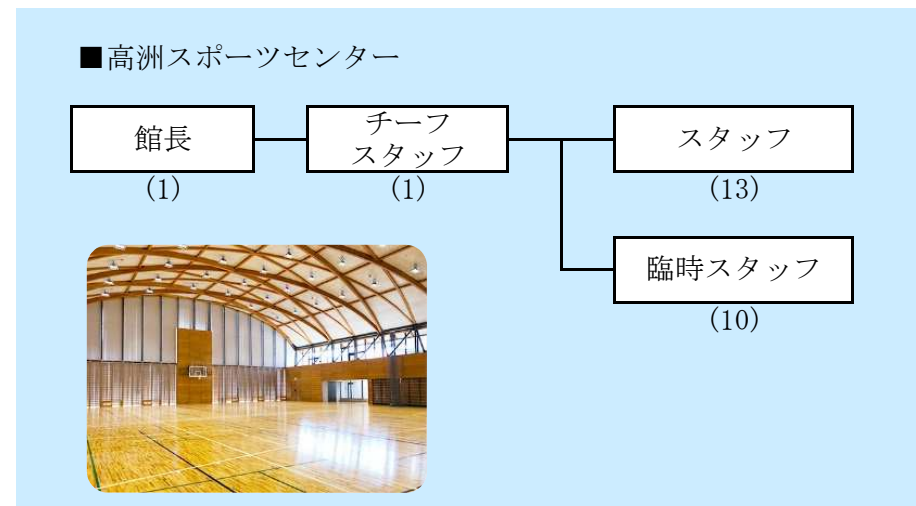 ■高洲スポーツセンター
館長
(1)
チーフ
スタッフ
(1)
スタッフ
(13)
臨時スタッフ
(10)